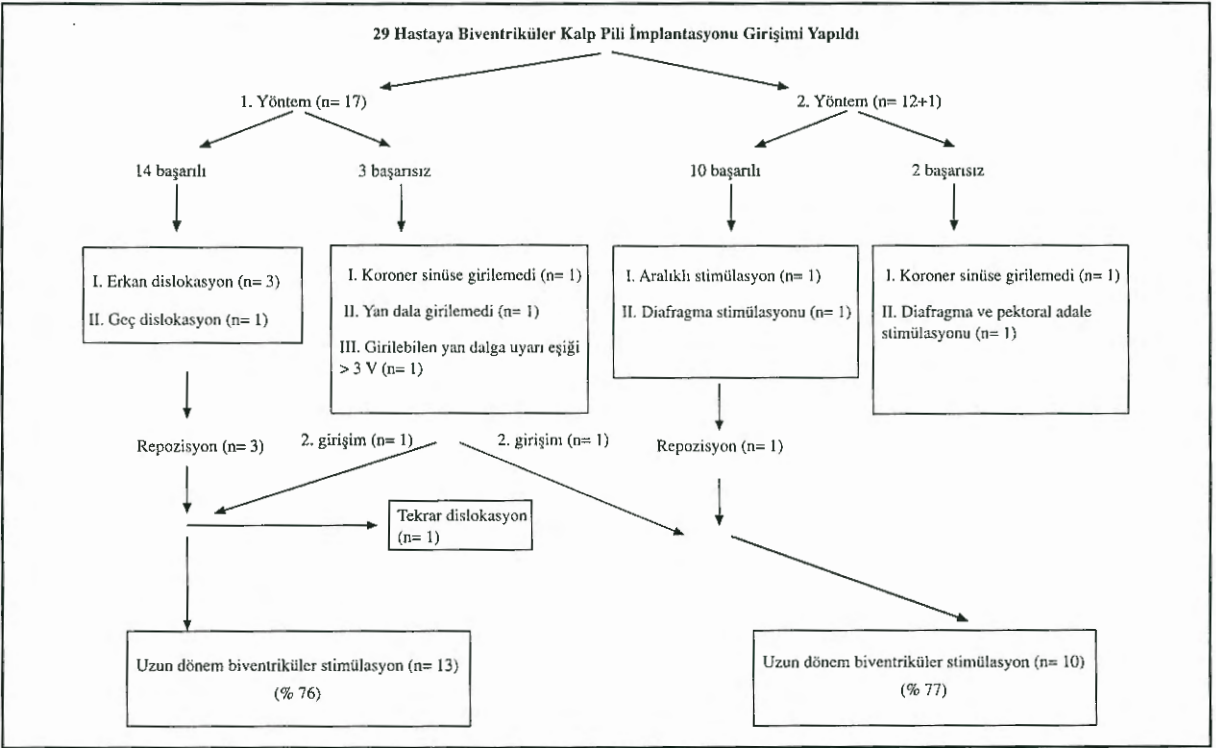 29 Hastaya Biventriküler Kalp Pili İmplantasyonu Girişimi Yapıldı
1. Yöntem (n= 17)
2. Yöntem (n= 12+1)
14 başarılı
3 başarısız
10 başarılı
2 başarısız
I. Erkan dislokasyon (n= 3)
II. Geç dislokasyon (n= 1)
I. Koroner sinüse girilemedi (n= 1)
II. Yan dala girilemedi (n= 1)
III. Girilebilen yan dalga uyarı eşiği
> 3 V (n= 1)
I. Aralıklı stimülasyon (n= 1)
II. Diafragma stimülasyonu (n= 1)
I. Koroner sinüse girilemedi (n= 1)
II. Diafragma ve pektoral adale
stimülasyonu (n= 1)
Repozisyon (n= 3)
2. girişim (n= 1)
2. girişim (n= 1)
Repozisyon (n= 1)
Tekrar dislokasyon
(n= 1)
Uzun dönem biventriküler stimülasyon (n= 13)
(% 76)
Uzun dönem biventriküler stimülasyon (n= 10)
(% 77)